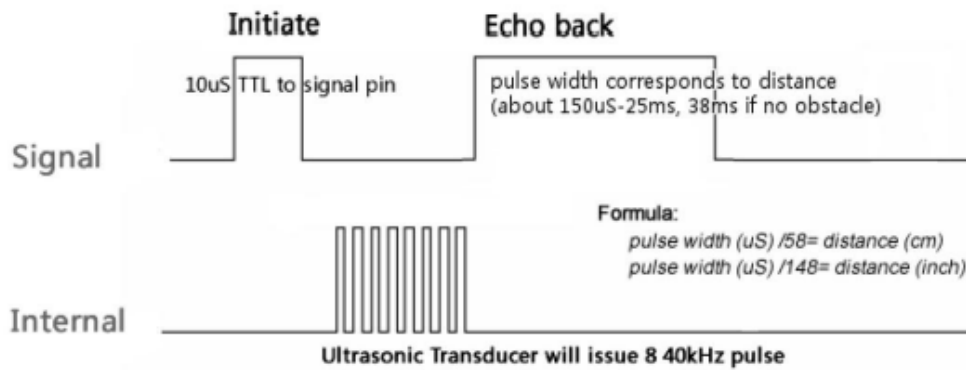 Initiate
Echo back
10uS TTL to signal pin
pulse width corresponds to distance
(about 150uS-25ms, 38ms if no obstacle)
Signal
Formula:
pulse width (uS) /58= distance (cm)
pulse width (uS) /148= distance (inch)
Internal
Ultrasonic Transducer will issue 8 40kHz pulse